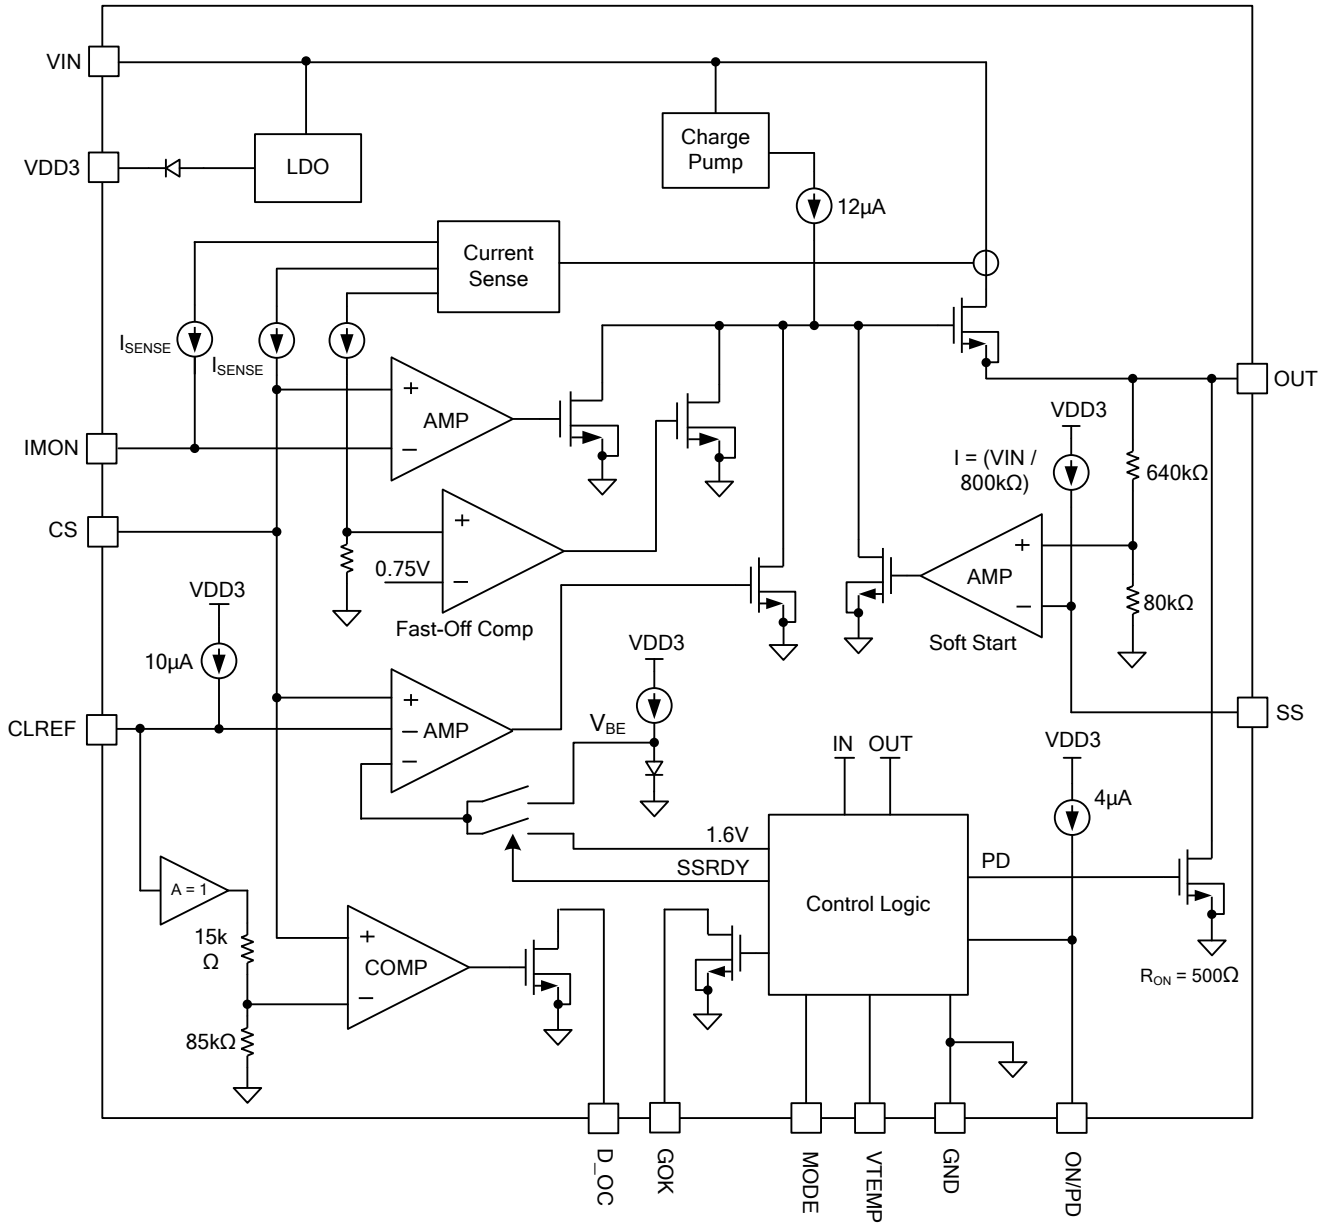 VIN
VDD3
LDO
Charge
Pump
12µA
Current
Sense
ISENSE
ISENSE
+
AMP
−
IMON
CS
OUT
VDD3
I = (VIN /
800kΩ)
640kΩ
+
AMP
−
80kΩ
Soft Start
+
0.75V
−
Fast-Off Comp
VDD3
10µA
CLREF
+
− AMP
−
VDD3
VBE
SS
IN
OUT
VDD3
4µA
1.6V
SSRDY
PD
Control Logic
A = 1
15k
Ω
85kΩ
+
COMP
−
RON = 500Ω
D_OC
GOK
MODE
VTEMP
GND
ON/PD